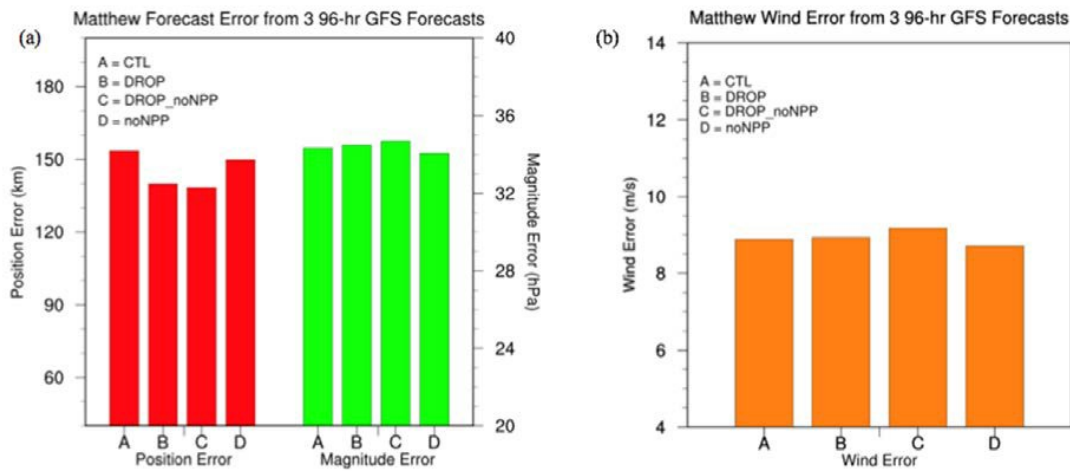 Matthew Forecast Error from 3 96-hr GFS Forecasts
(a)
A = CTL
B = DROP
C = DROP_noNPP
D = noNPP
Position Error (km)
180
150
120
90
60
40
36
32
28
24
20
Magnitude Error (hPa)
A B C D A B C D
Position Error Magnitude Error
Matthew Wind Error from 3 96-hr GFS Forecasts
(b)
A = CTL
B = DROP
C = DROP_noNPP
D = noNPP
Wind Error (m/s)
14
12
10
8
6
4
A B C D
Wind Error